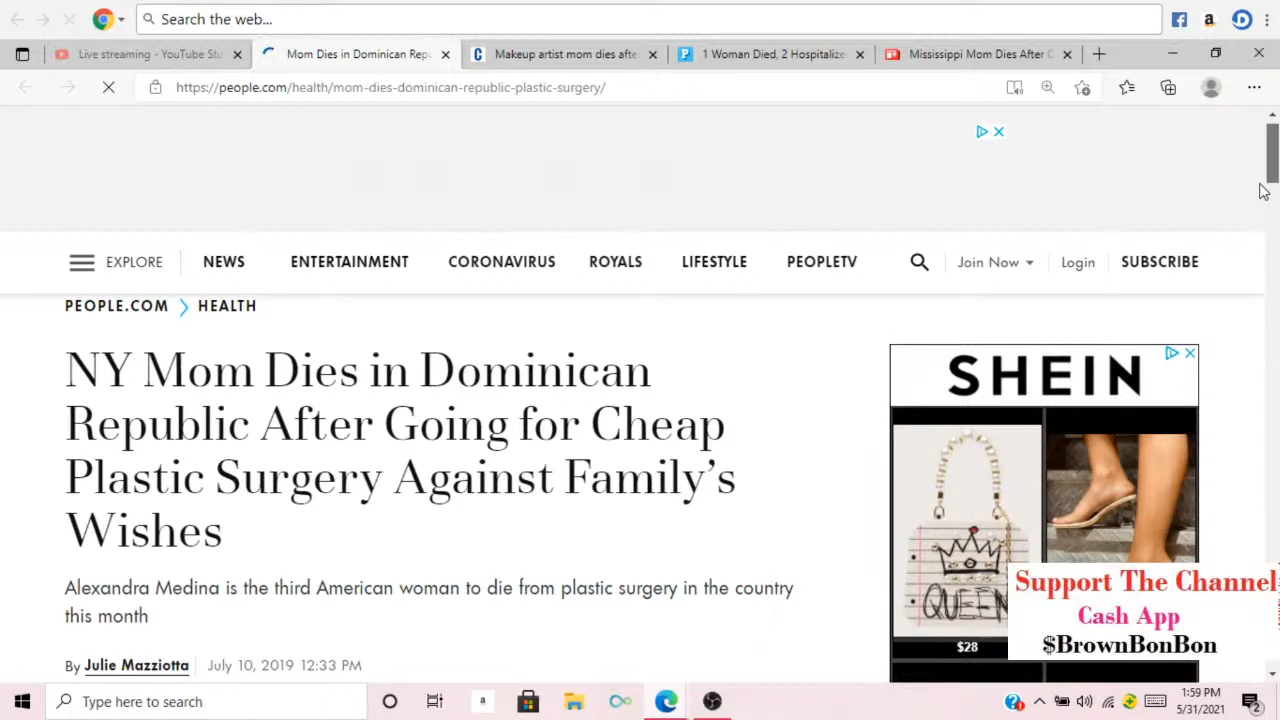 Search the web...
Live streaming - YouTube Stu
Mom Dies in Dominican Repu
Makeup artist mom dies afte
1 Woman Died, 2 Hospitalize
Mississippi Mom Dies After C
https://people.com/health/mom-dies-dominican-republic-plastic-surgery/
EXPLORE
NEWS
ENTERTAINMENT
CORONAVIRUS
ROYALS
LIFESTYLE
PEOPLETV
Join Now
Login
SUBSCRIBE
PEOPLE.COM
HEALTH
NY Mom Dies in Dominican
Republic After Going for Cheap
Plastic Surgery Against Family's
Wishes
Alexandra Medina is the third American woman to die from plastic surgery in the country
this month
By Julie Mazziotta
July 10, 2019 12:33 PM
SHEIN
QUEEN
$28
Support The Channel
Cash App
$BrownBonBon
Type here to search
1:59 PM
5/31/2021
2